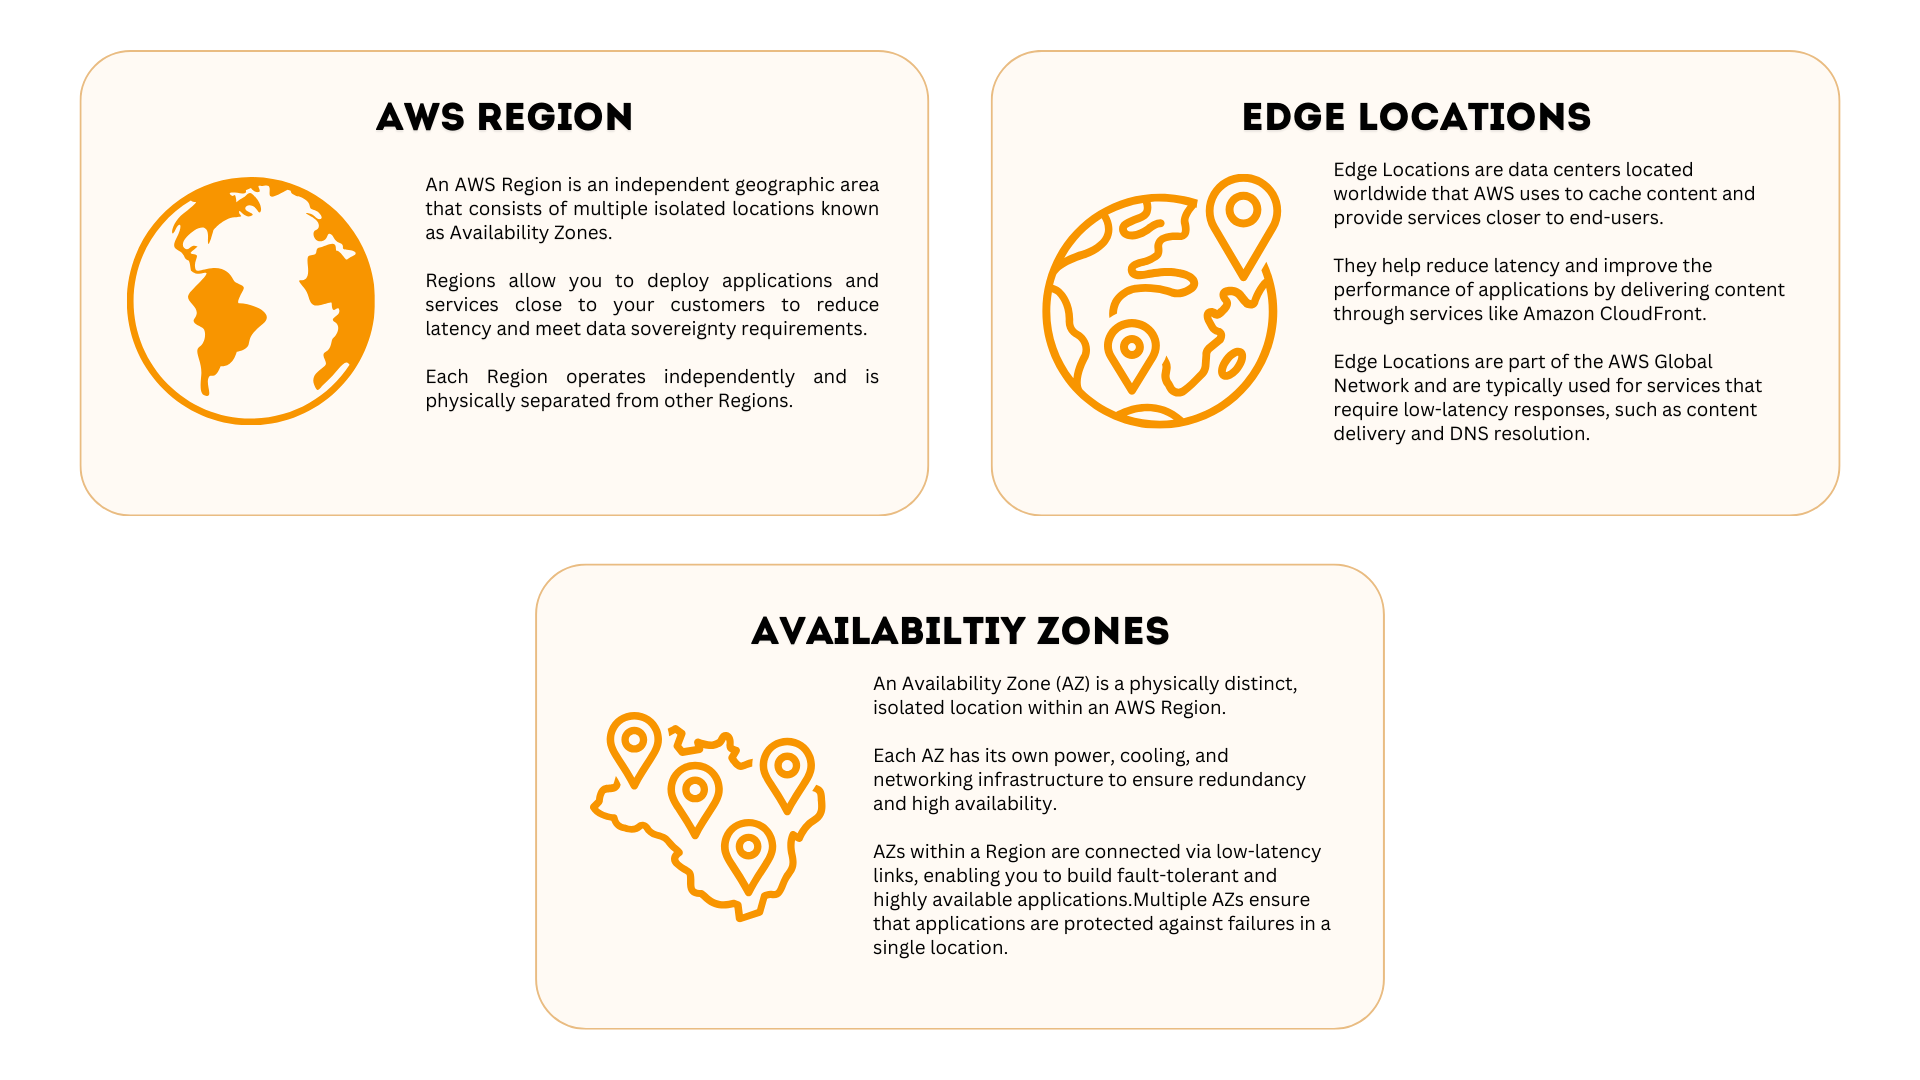 AWS REGION
An AWS Region is an independent geographic area
that consists of multiple isolated locations known
as Availability Zones.
Regions allow you to deploy applications and
services close to your customers to reduce
latency and meet data sovereignty requirements.
Each Region operates independently and is
physically separated from other Regions.
EDGE LOCATIONS
Edge Locations are data centers located
worldwide that AWS uses to cache content and
provide services closer to end-users.
They help reduce latency and improve the
performance of applications by delivering content
through services like Amazon CloudFront.
Edge Locations are part of the AWS Global
Network and are typically used for services that
require low-latency responses, such as content
delivery and DNS resolution.
AVAILABILTIY ZONES
An Availability Zone (AZ) is a physically distinct,
isolated location within an AWS Region.
Each AZ has its own power, cooling, and
networking infrastructure to ensure redundancy
and high availability.
AZs within a Region are connected via low-latency
links, enabling you to build fault-tolerant and
highly available applications.Multiple AZs ensure
that applications are protected against failures in a
single location.